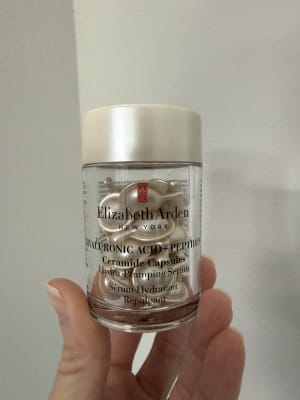 Elizabeth Arden
NEW YORK
HYALURONIC ACID + PEPTIDES
Ceramide Capsules
Hydra-Plumping Serum
Sérum Hydratant
Repulpant